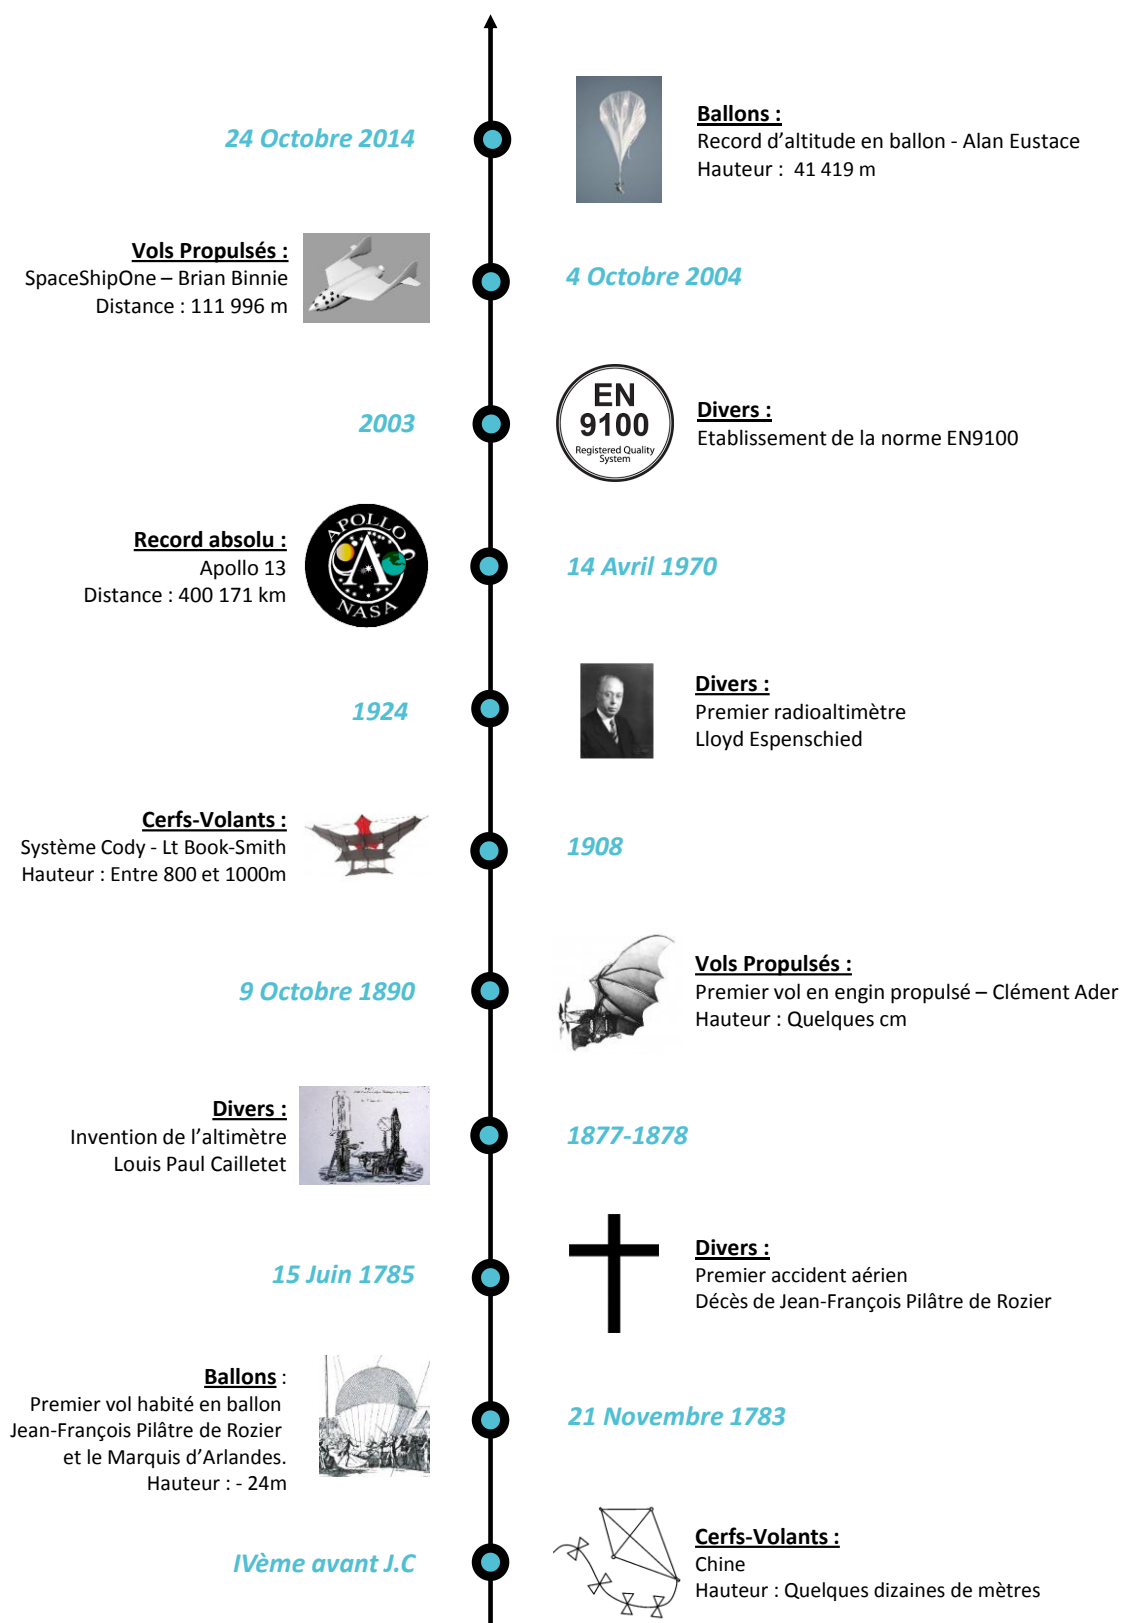 24 Octobre 2014
Ballons :
Record d'altitude en ballon - Alan Eustace
Hauteur :  41 419 m
Vols Propulsés :
SpaceShipOne – Brian Binnie
Distance : 111 996 m
4 Octobre 2004
2003
EN
9100
Registered Quality
System
Divers :
Etablissement de la norme EN9100
Record absolu :
Apollo 13
Distance : 400 171 km
APOLLO
NASA
14 Avril 1970
1924
Divers :
Premier radioaltimètre
Lloyd Espenschied
Cerfs-Volants :
Système Cody - Lt Book-Smith
Hauteur : Entre 800 et 1000m
1908
9 Octobre 1890
Vols Propulsés :
Premier vol en engin propulsé – Clément Ader
Hauteur : Quelques cm
Divers :
Invention de l'altimètre
Louis Paul Cailletet
1877-1878
15 Juin 1785
Divers :
Premier accident aérien
Décès de Jean-François Pilâtre de Rozier
Ballons :
Premier vol habité en ballon
Jean-François Pilâtre de Rozier
et le Marquis d'Arlandes.
Hauteur : - 24m
21 Novembre 1783
IVème avant J.C
Cerfs-Volants :
Chine
Hauteur : Quelques dizaines de mètres